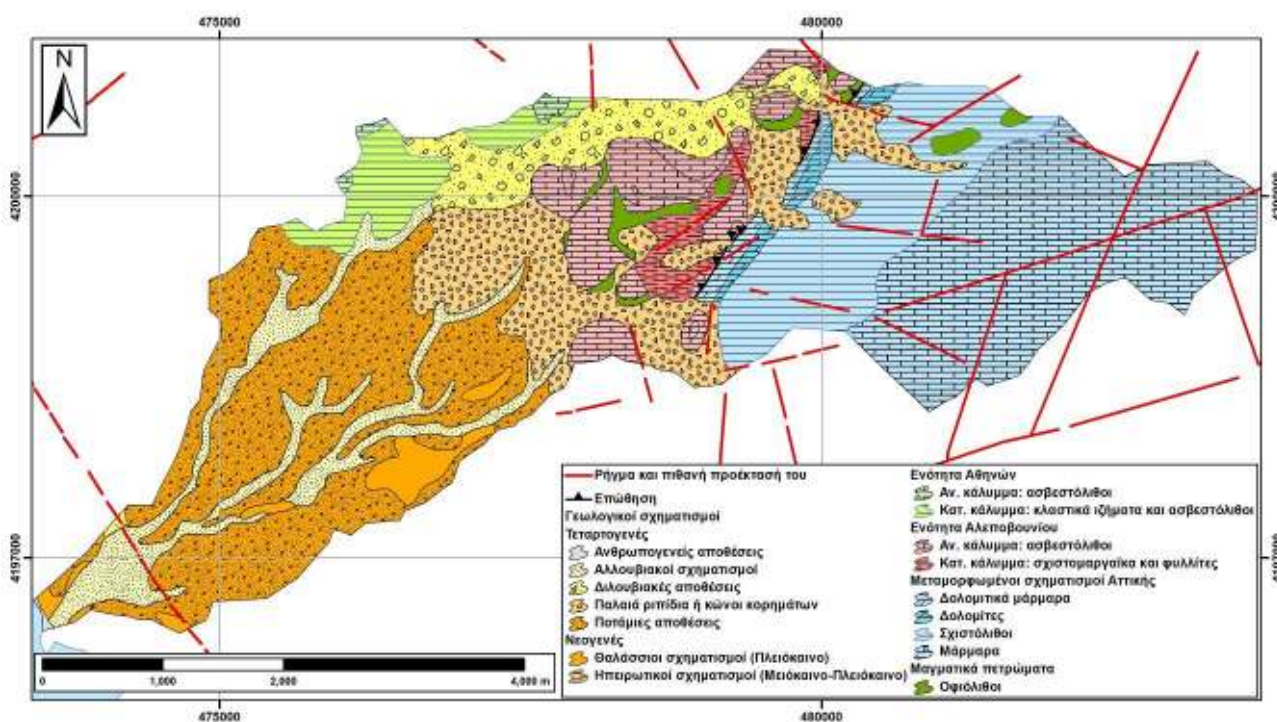 475000
480000
N
4200000
4200000
4197000
4197000
Ρήγμα και πιθανή προέκτασή του
Επώθηση
Γεωλογικοί σχηματισμοί
Τεταρτογενές
Ανθρωπογενείς αποθέσεις
Αλλουβιακοί σχηματισμοί
Διλουβιακές αποθέσεις
Παλαιά ριπίδια ή κώνοι κορημάτων
Ποτάμιες αποθέσεις
Νεογενές
Θαλάσσιοι σχηματισμοί (Πλειόκαινο)
Ηπειρωτικοί σχηματισμοί (Μειόκαινο-Πλειόκαινο)
Ενότητα Αθηνών
Αν. κάλυμμα: ασβεστόλιθοι
Κατ. κάλυμμα: κλαστικά ιζήματα και ασβεστόλιθοι
Ενότητα Αλεποβουνίου
Αν. κάλυμμα: ασβεστόλιθοι
Κατ. κάλυμμα: σχιστομαργαϊκα και φυλλίτες
Μεταμορφωμένοι σχηματισμοί Αττικής
Δολομιτικά μάρμαρα
Δολομίτες
Σχιστόλιθοι
Μάρμαρα
Μαγματικά πετρώματα
Οφιόλιθοι
0 1,000 2,000 4,000 m
475000
480000